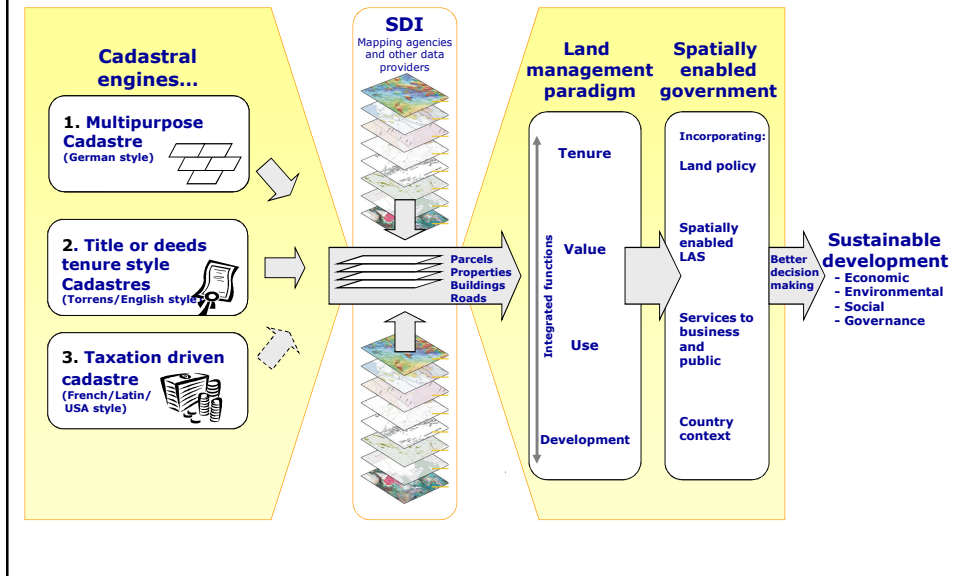 Cadastral
engines...
1. Multipurpose
Cadastre
(German style)
2. Title or deeds
tenure style
Cadastres
(Torrens/English style)
3. Taxation driven
cadastre
(French/Latin/
USA style)
SDI
Mapping agencies
and other data
providers
Parcels
Properties
Buildings
Roads
Land
management
paradigm
Integrated functions
Tenure
Value
Use
Development
Spatially
enabled
government
Incorporating:
Land policy
Spatially
enabled
LAS
Services to
business
and
public
Country
context
Better
decision
making
Sustainable
development
- Economic
- Environmental
- Social
- Governance